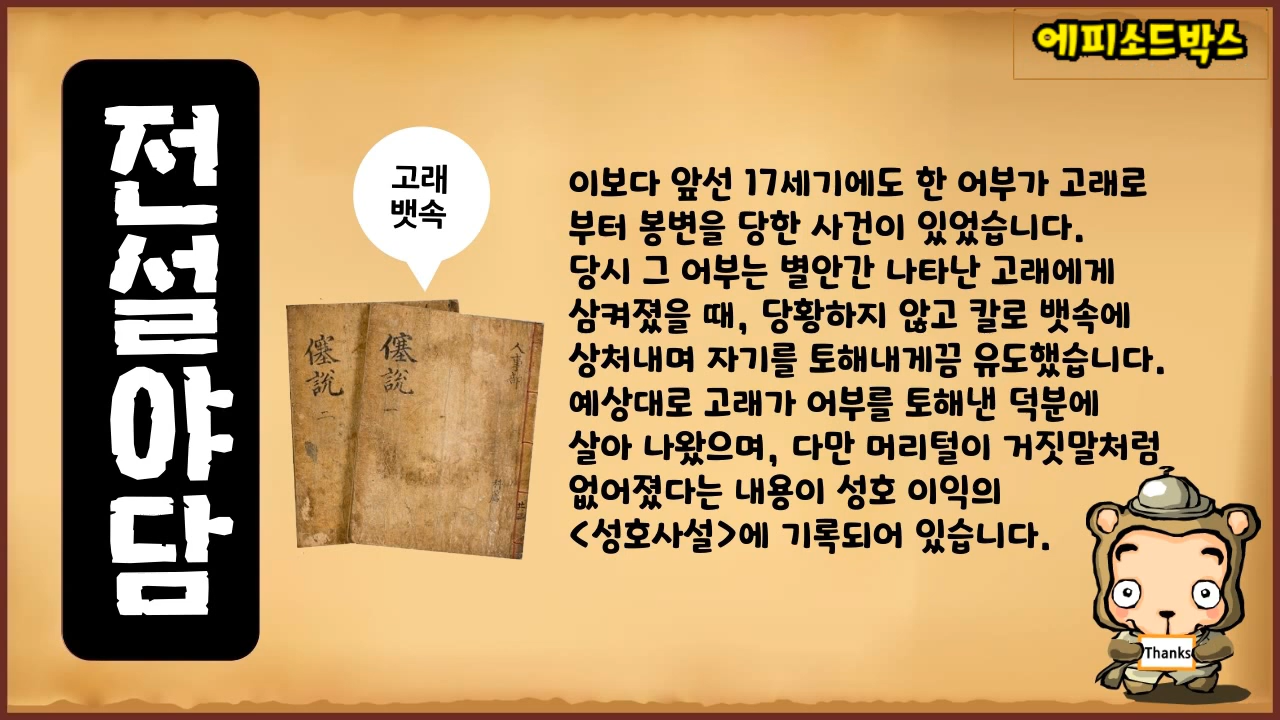 에피소드박스
전설야담
고래
뱃속
이보다 앞선 17세기에도 한 어부가 고래로
부터 봉변을 당한 사건이 있었습니다.
당시 그 어부는 별안간 나타난 고래에게
삼켜졌을 때, 당황하지 않고 칼로 뱃속에
상처내며 자기를 토해내게끔 유도했습니다.
예상대로 고래가 어부를 토해낸 덕분에
살아 나왔으며, 다만 머리털이 거짓말처럼
없어졌다는 내용이 성호 이익의
<성호사설>에 기록되어 있습니다.
僿說 二
僿說 一
Thanks